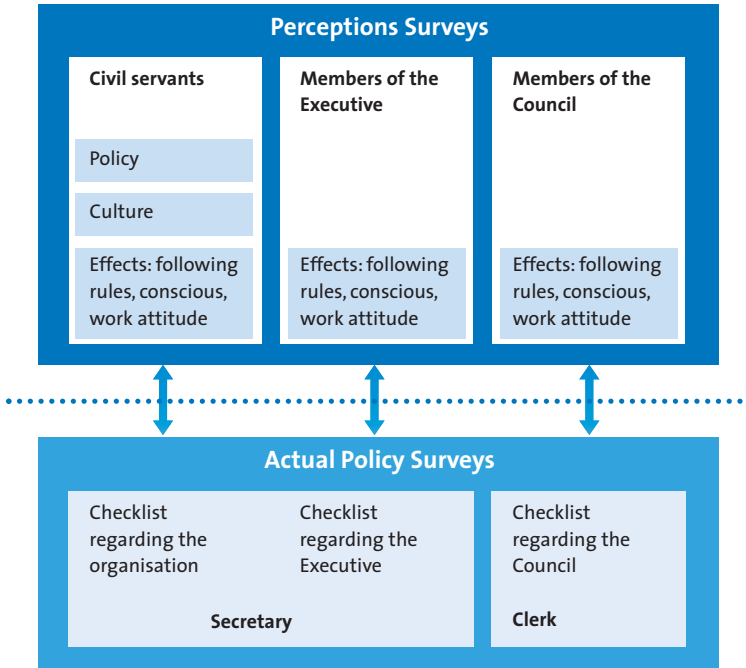 Perceptions Surveys
Civil servants
Policy
Culture
Effects: following
rules, conscious,
work attitude
Members of the
Executive
Effects: following
rules, conscious,
work attitude
Members of the
Council
Effects: following
rules, conscious,
work attitude
Actual Policy Surveys
Checklist
regarding the
organisation
Checklist
regarding the
Executive
Secretary
Checklist
regarding the
Council
Clerk